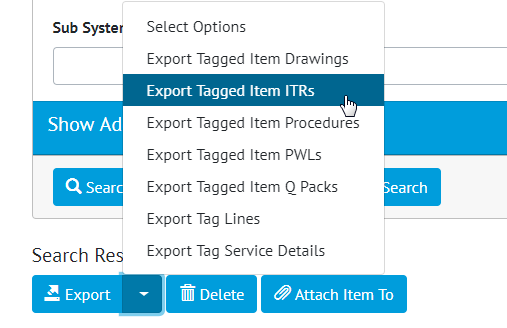 Sub System
Select Options
Export Tagged Item Drawings
Export Tagged Item ITRs
Export Tagged Item Procedures
Show Ad
Export Tagged Item PWLs
Export Tagged Item Q Packs
Search
Search
Export Tag Lines
Export Tag Service Details
Search Res
Export
Delete
Attach Item To